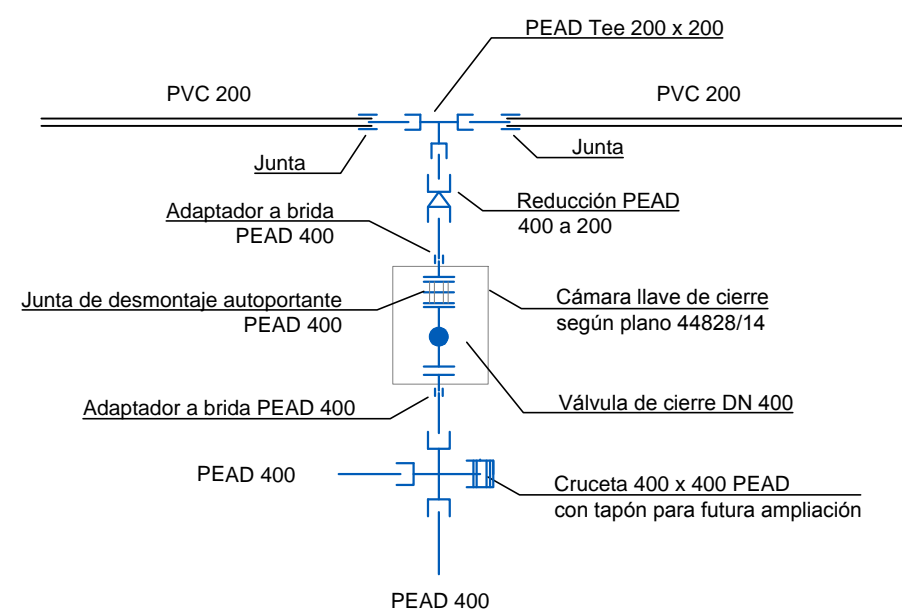 PEAD Tee 200 x 200
PVC 200
PVC 200
Junta
Junta
Reducción PEAD
400 a 200
Adaptador a brida
PEAD 400
Junta de desmontaje autoportante
PEAD 400
Cámara llave de cierre
según plano 44828/14
Adaptador a brida PEAD 400
Válvula de cierre DN 400
PEAD 400
Cruceta 400 x 400 PEAD
con tapón para futura ampliación
PEAD 400